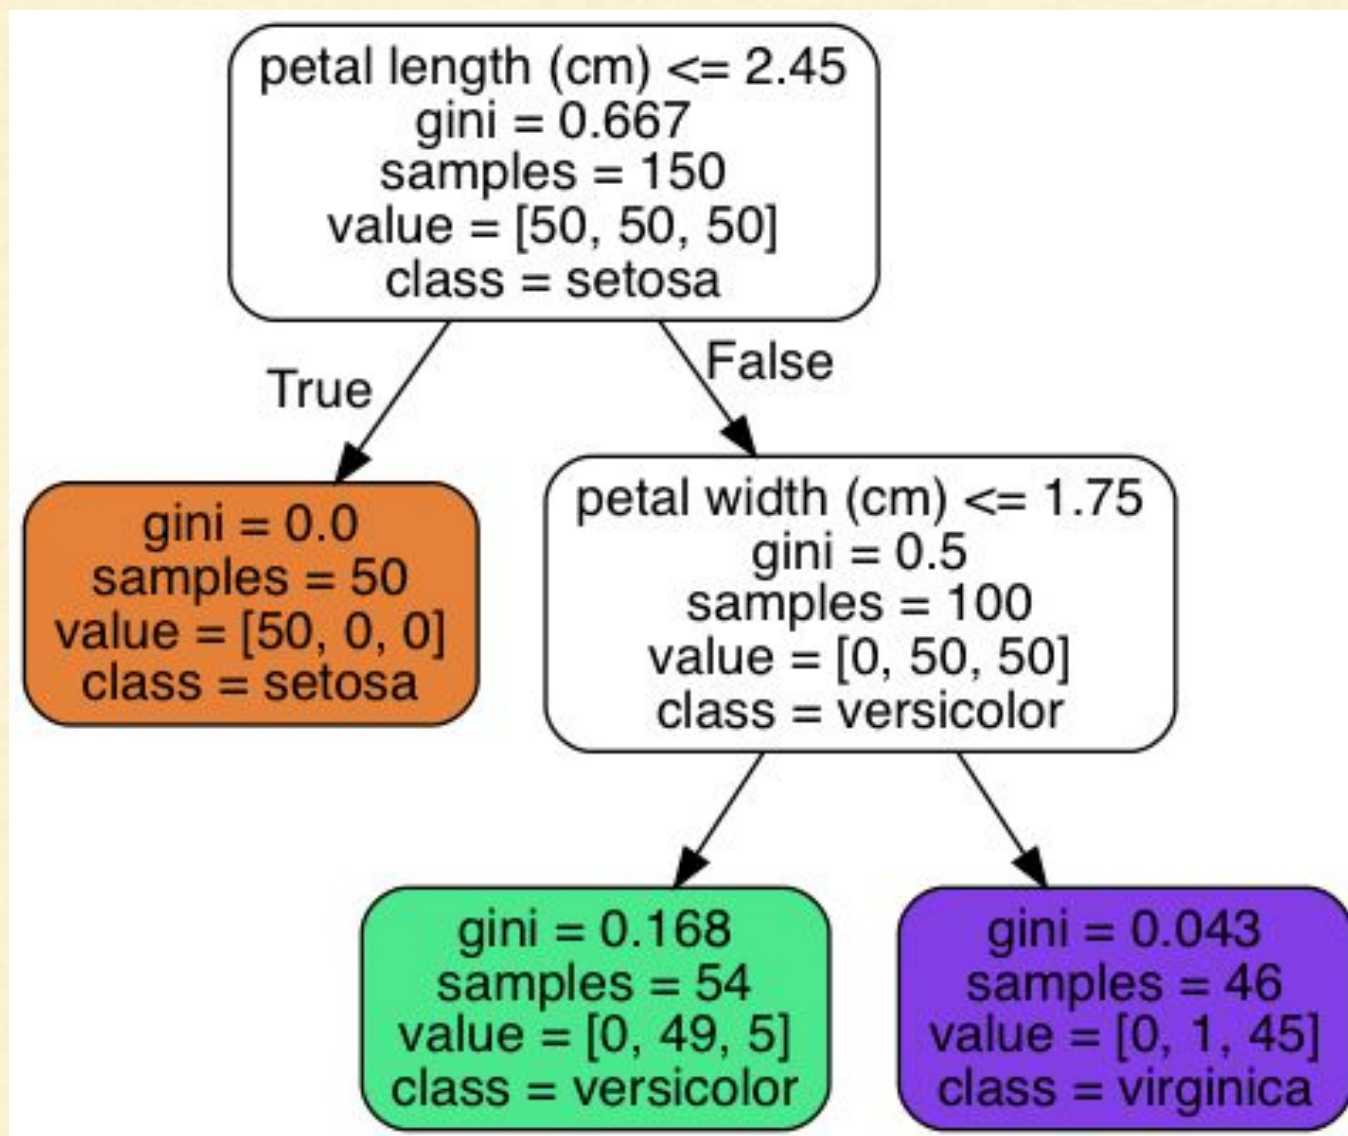 petal length (cm) <= 2.45
gini = 0.667
samples = 150
value = [50, 50, 50]
class = setosa
True
False
gini = 0.0
samples = 50
value = [50, 0, 0]
class = setosa
petal width (cm) <= 1.75
gini = 0.5
samples = 100
value = [0, 50, 50]
class = versicolor
gini = 0.168
samples = 54
value = [0, 49, 5]
class = versicolor
gini = 0.043
samples = 46
value = [0, 1, 45]
class = virginica